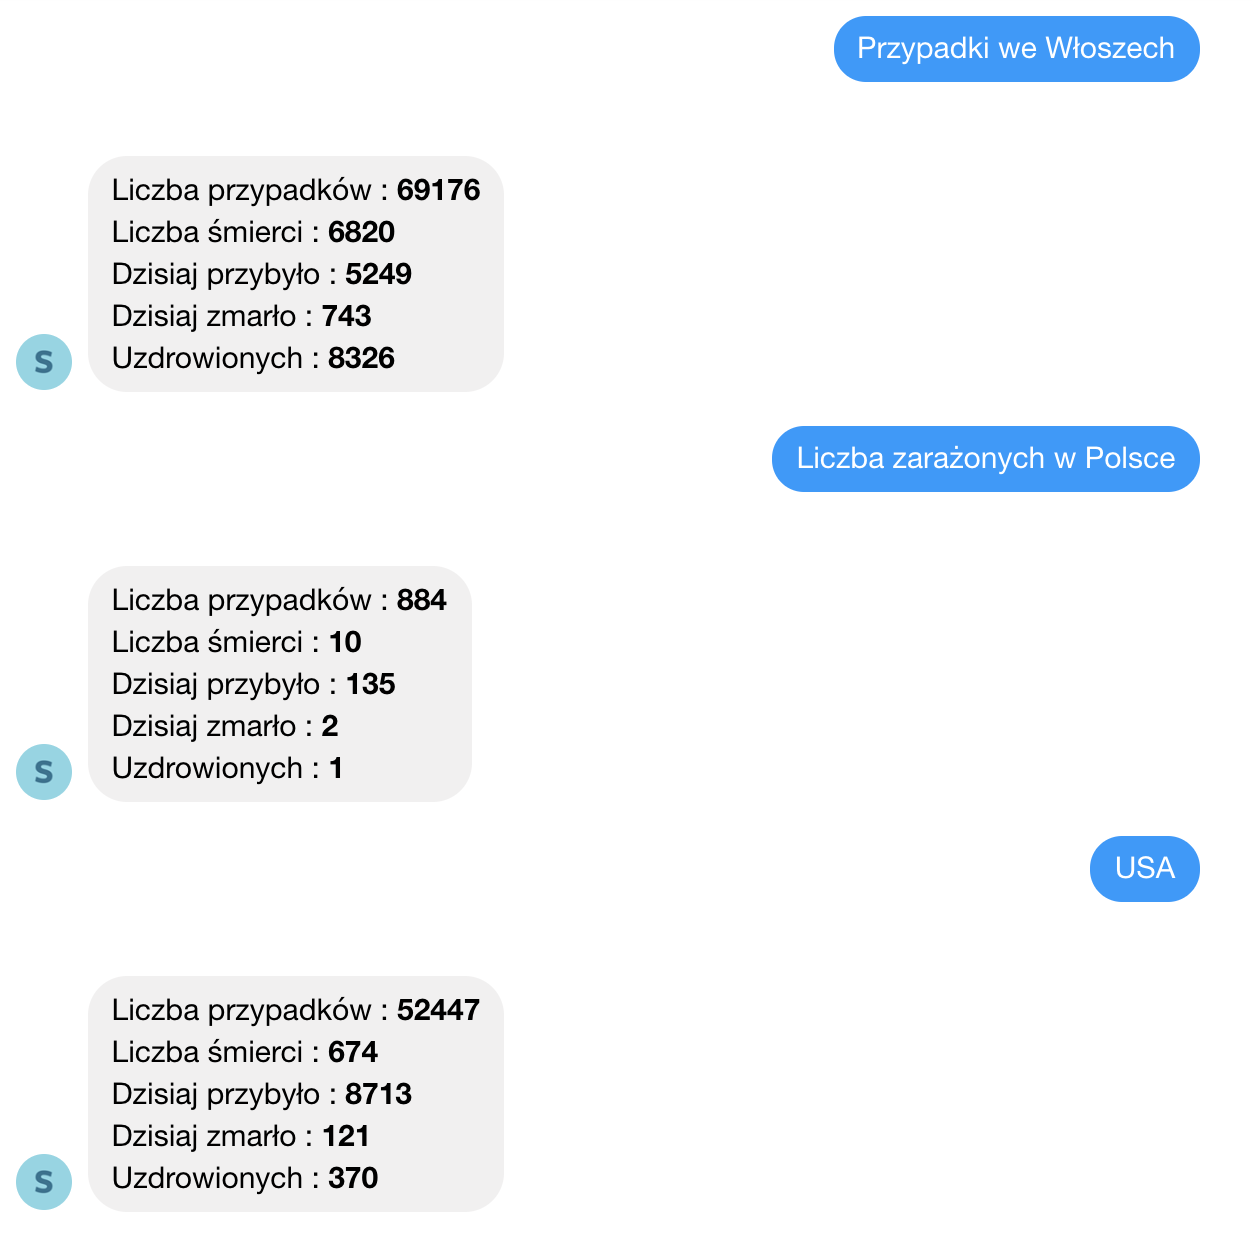 Przypadki we Włoszech
Liczba przypadków : 69176
Liczba śmierci : 6820
Dzisiaj przybyło : 5249
Dzisiaj zmarło : 743
Uzdrowionych : 8326
S
Liczba zarażonych w Polsce
Liczba przypadków : 884
Liczba śmierci : 10
Dzisiaj przybyło : 135
Dzisiaj zmarło : 2
Uzdrowionych : 1
S
USA
Liczba przypadków : 52447
Liczba śmierci : 674
Dzisiaj przybyło : 8713
Dzisiaj zmarło : 121
Uzdrowionych : 370
S